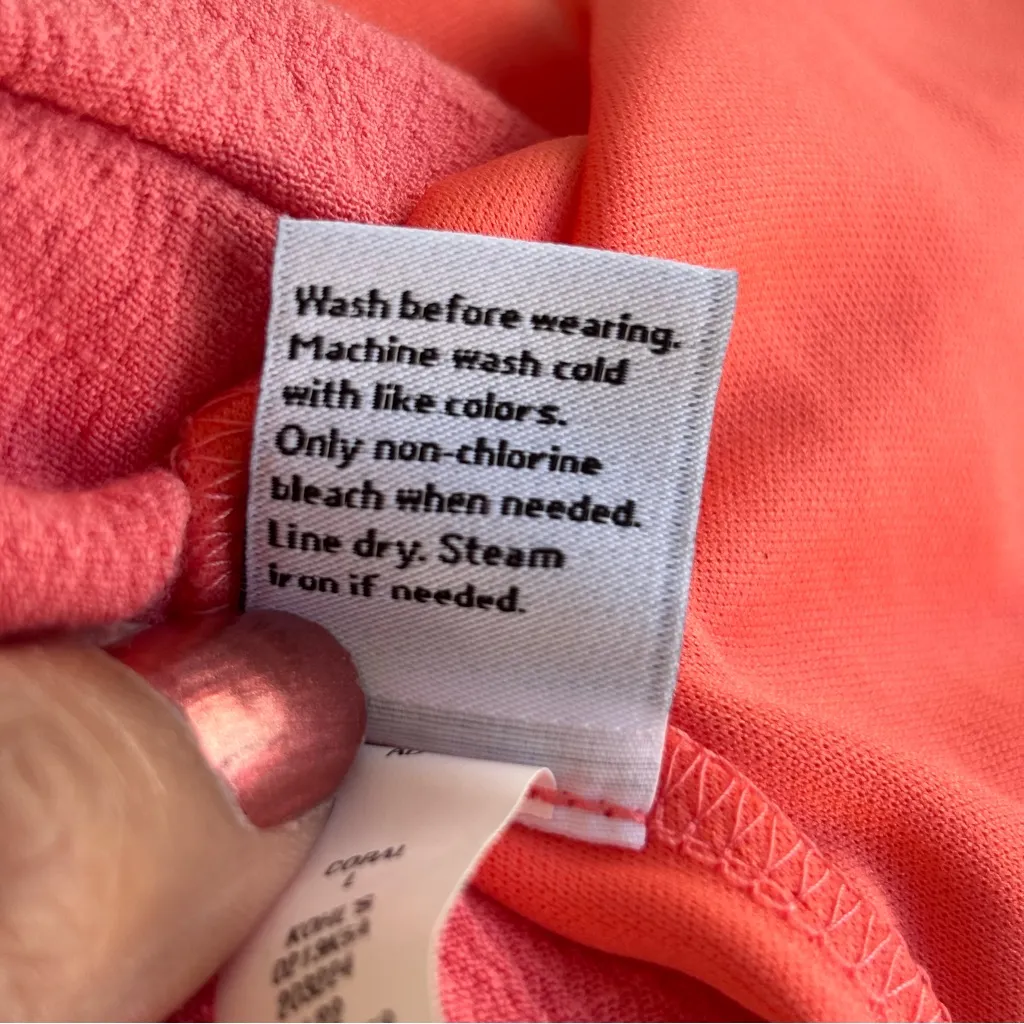 Wash before wearing.
Machine wash cold
with like colors.
Only non-chlorine
bleach when needed.
Line dry. Steam
iron if needed.
CORAL
L
KOHL'S